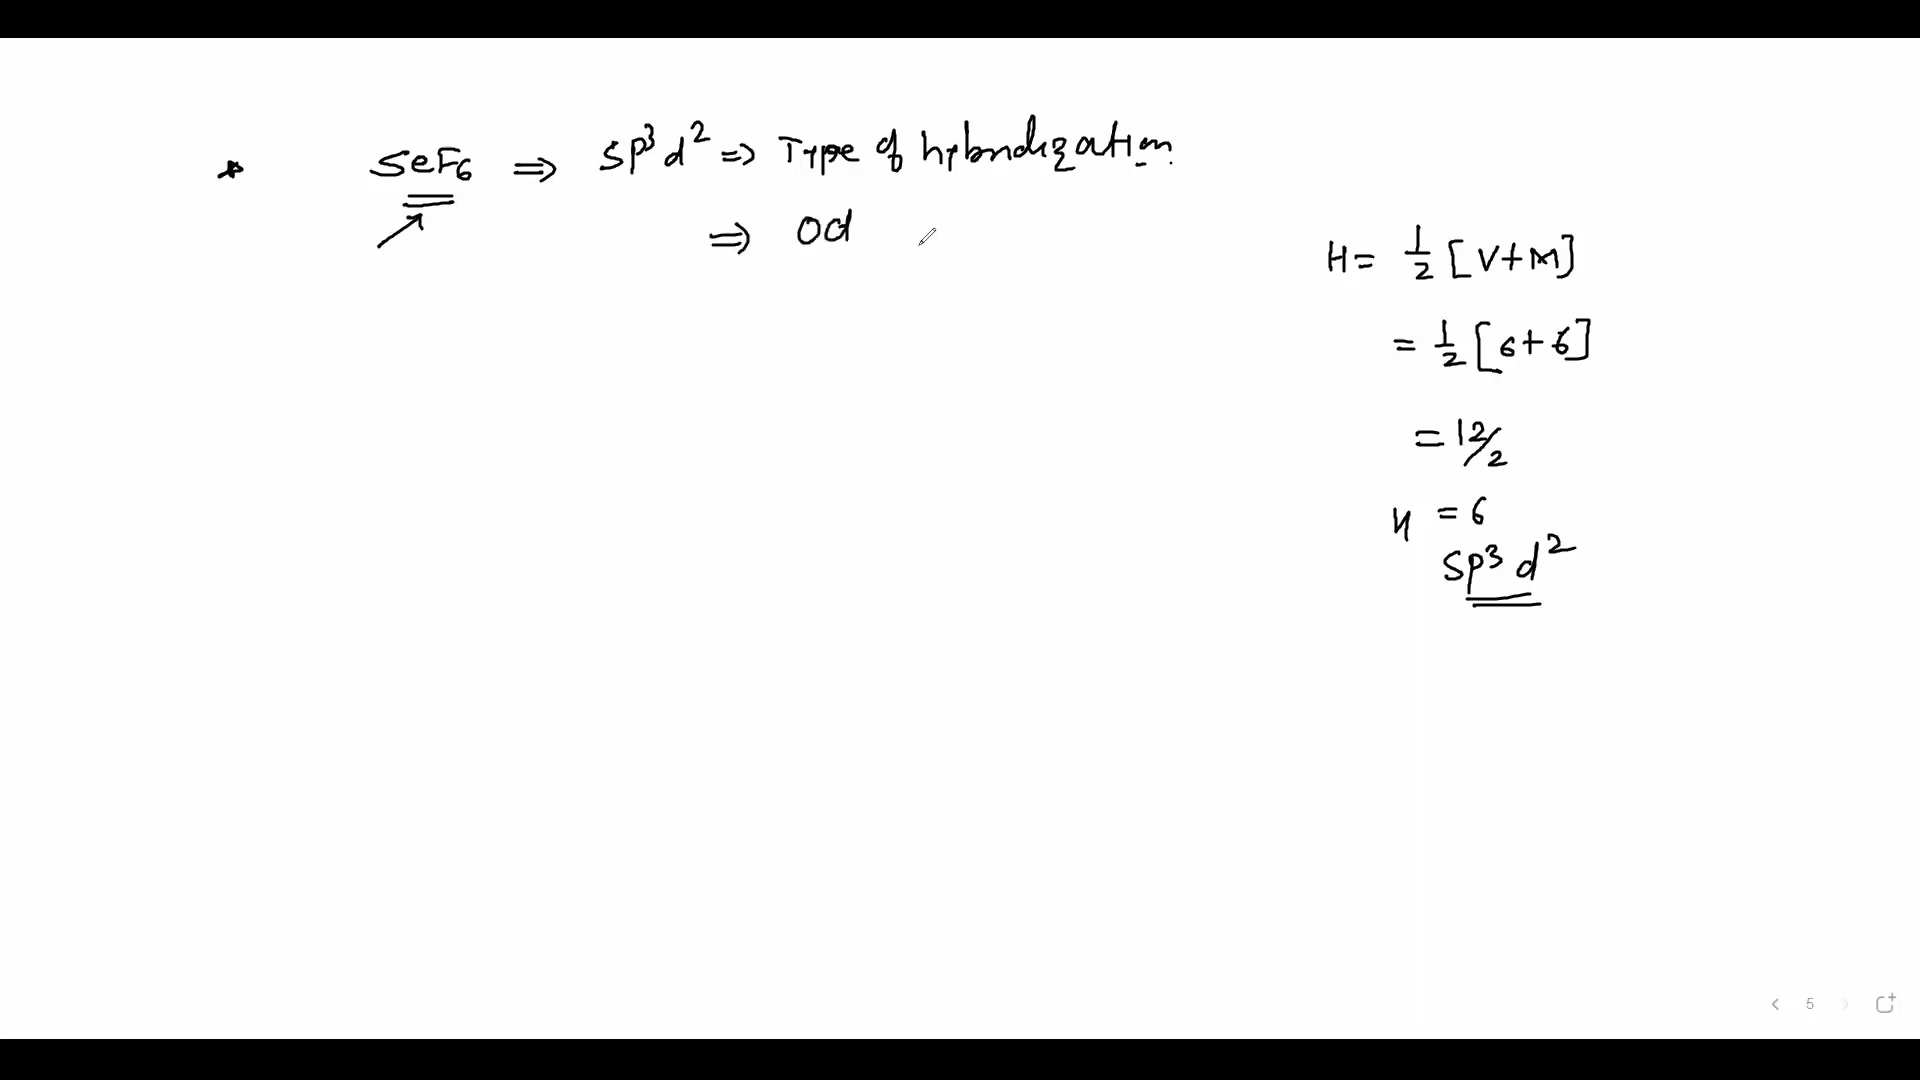 * SeF₆ ⇒ SP³d² ⇒ Type of hybridization.
⇒ Od
H = 1/2 [V+M]
= 1/2 [6+6]
= 12/2
H = 6
SP³d²
5